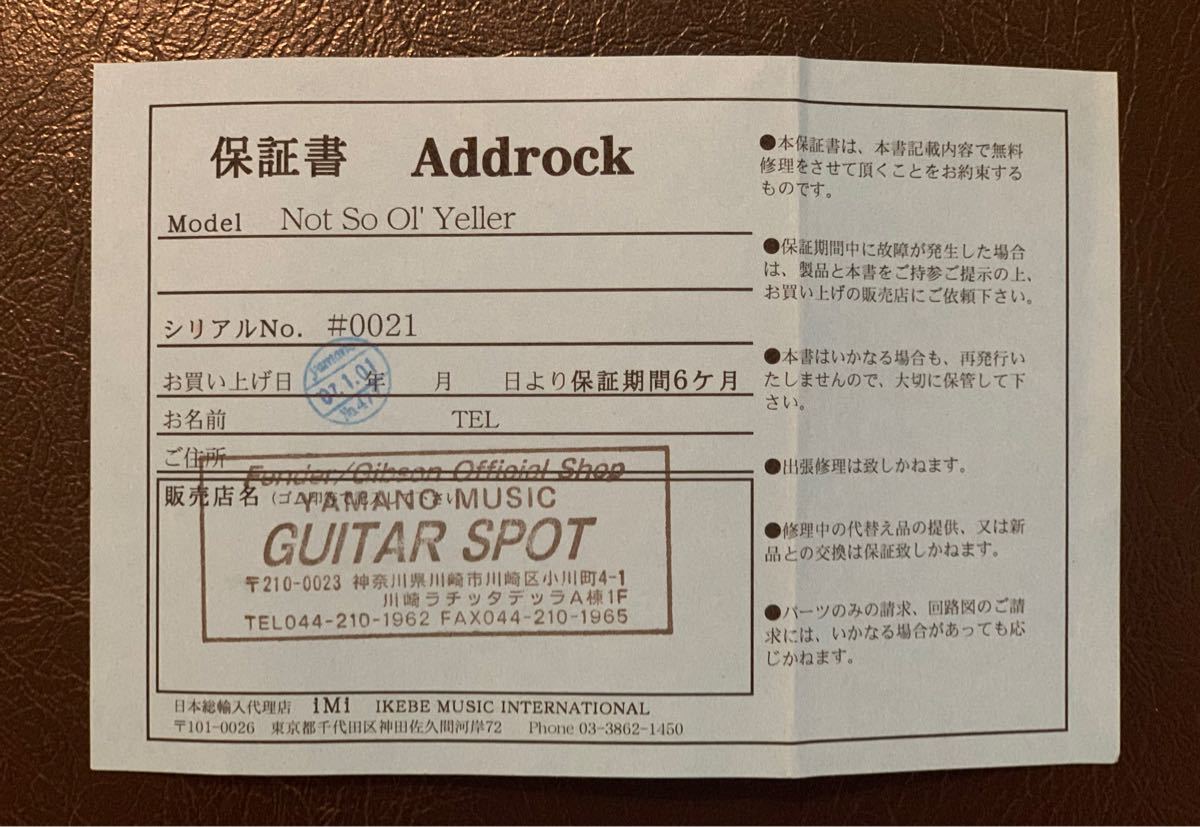 保証書 Addrock
Model Not So Ol' Yeller
シリアルNo. #0021
お買い上げ日 年 月 日より保証期間6ケ月
Yamano
07.1.01
No.47
お名前 TEL
ご住所
Funder/Gibson Official Shop
販売店名
YAMANO MUSIC
GUITAR SPOT
〒210-0023 神奈川県川崎市川崎区小川町4-1
川崎ラチッタデッラA棟1F
TEL044-210-1962 FAX044-210-1965
日本総輸入代理店 iMi IKEBE MUSIC INTERNATIONAL
〒101-0026 東京都千代田区神田佐久間河岸72 Phone 03-3862-1450
●本保証書は、本書記載内容で無料
修理をさせて頂くことをお約束する
ものです。
●保証期間中に故障が発生した場合
は、製品と本書をご持参ご提示の上、
お買い上げの販売店にご依頼下さい。
●本書はいかなる場合も、再発行い
たしませんので、大切に保管して下
さい。
●出張修理は致しかねます。
●修理中の代替え品の提供、又は新
品との交換は保証致しかねます。
●パーツのみの請求、回路図のご請
求には、いかなる場合があっても応
じかねます。